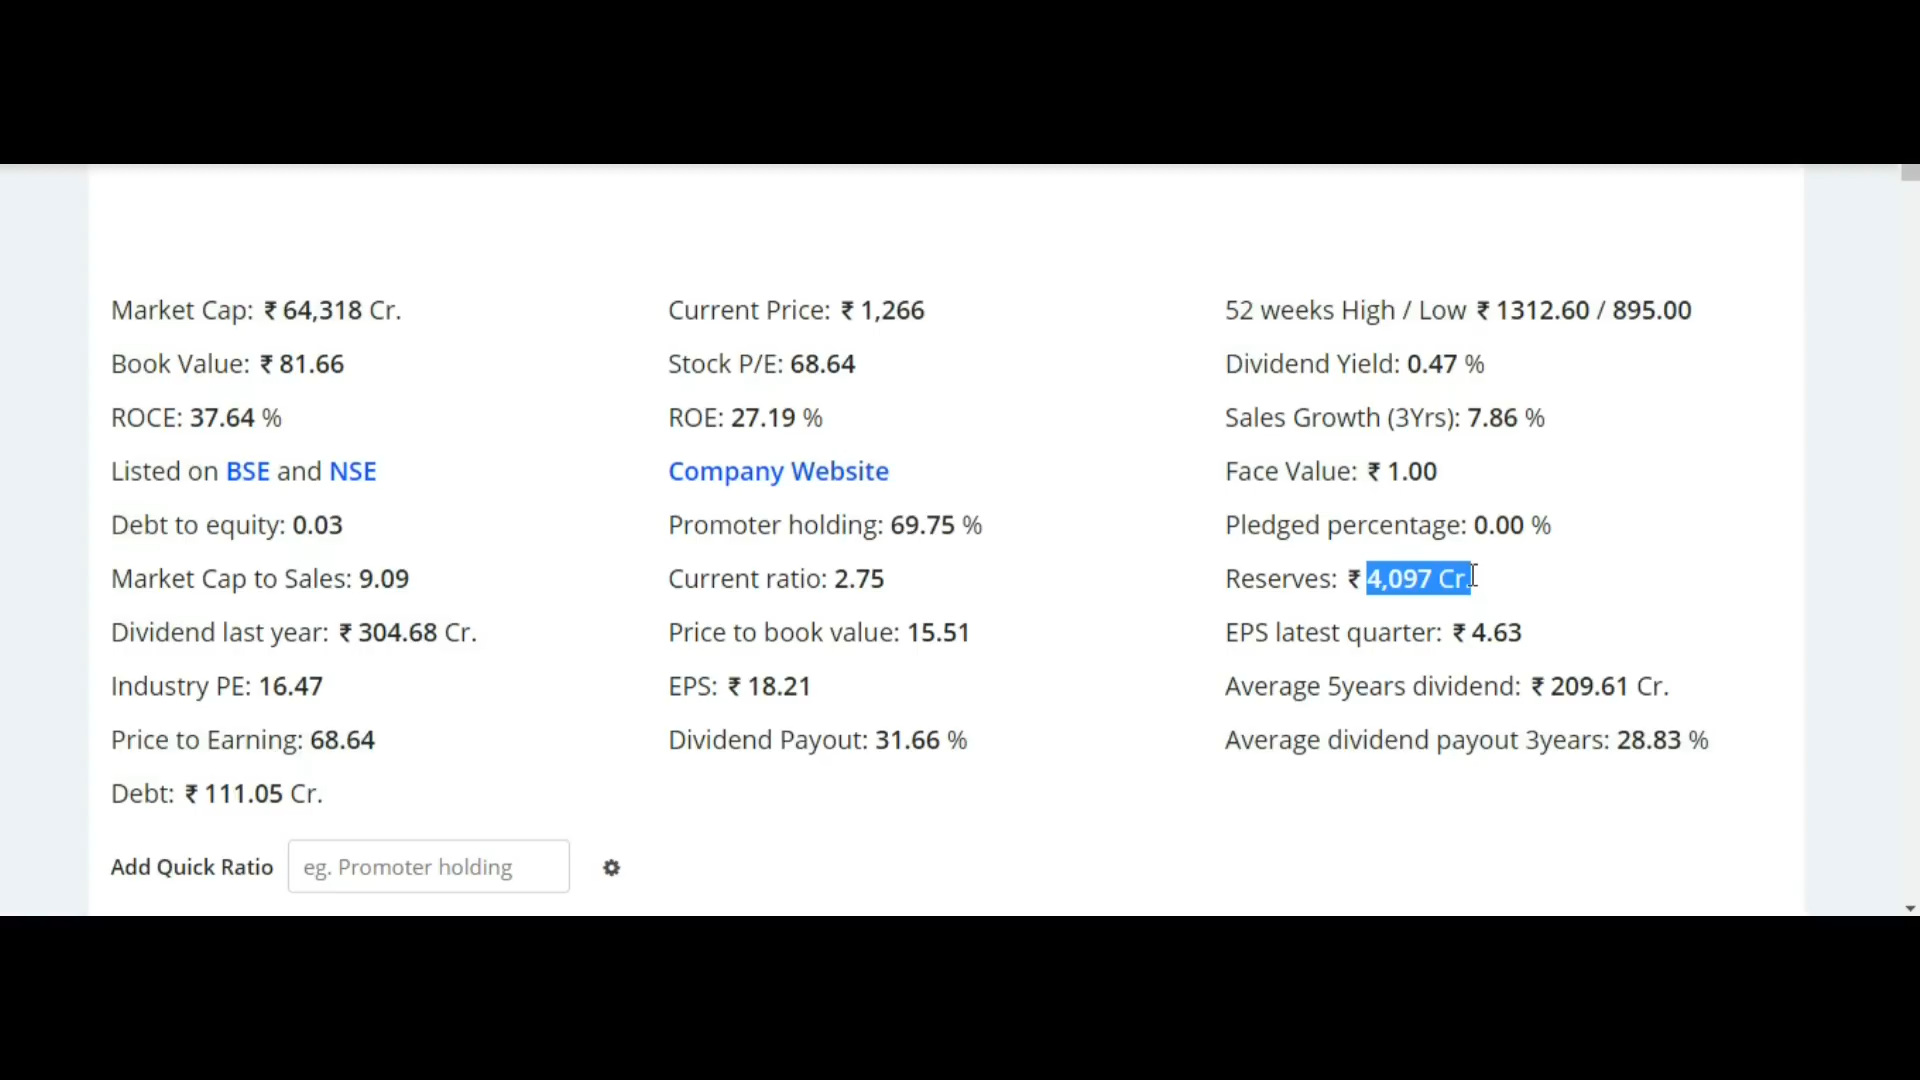 Market Cap: ₹ 64,318 Cr. Current Price: ₹ 1,266 52 weeks High / Low ₹ 1312.60 / 895.00
Book Value: ₹ 81.66 Stock P/E: 68.64 Dividend Yield: 0.47 %
ROCE: 37.64 % ROE: 27.19 % Sales Growth (3Yrs): 7.86 %
Listed on BSE and NSE Company Website Face Value: ₹ 1.00
Debt to equity: 0.03 Promoter holding: 69.75 % Pledged percentage: 0.00 %
Market Cap to Sales: 9.09 Current ratio: 2.75 Reserves: ₹ 4,097 Cr.
Dividend last year: ₹ 304.68 Cr. Price to book value: 15.51 EPS latest quarter: ₹ 4.63
Industry PE: 16.47 EPS: ₹ 18.21 Average 5years dividend: ₹ 209.61 Cr.
Price to Earning: 68.64 Dividend Payout: 31.66 % Average dividend payout 3years: 28.83 %
Debt: ₹ 111.05 Cr.
Add Quick Ratio eg. Promoter holding